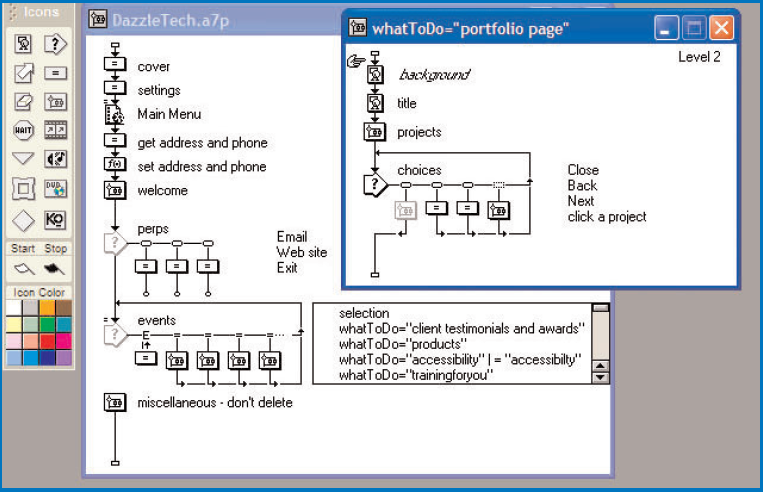 Icons
WAIT
DVD
KO
Start Stop
Icon Color
DazzleTech.a7p
cover
settings
Main Menu
get address and phone
set address and phone
welcome
perps
Email
Web site
Exit
events
selection
whatToDo="client testimonials and awards"
whatToDo="products"
whatToDo="accessibility" | = "accessibilty"
whatToDo="trainingforyou"
miscellaneous - don't delete
whatToDo="portfolio page"
Level 2
background
title
projects
choices
Close
Back
Next
click a project